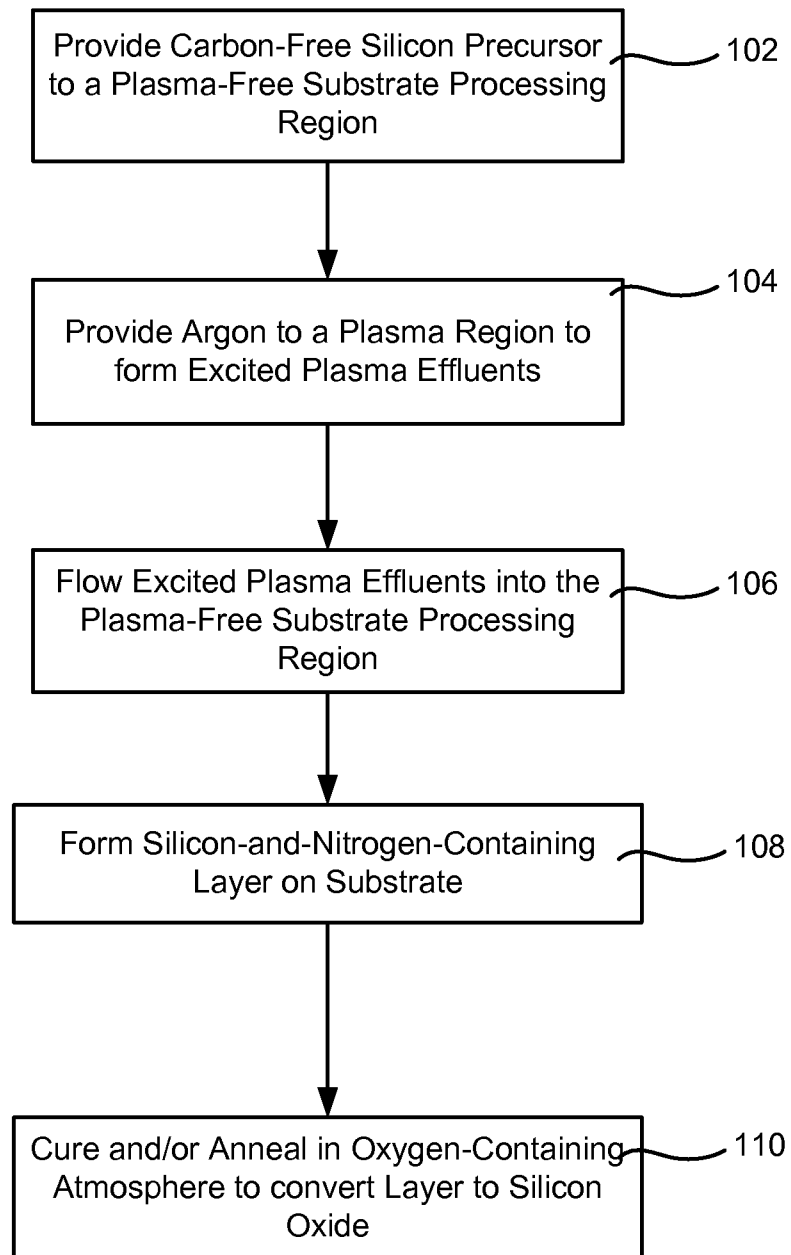 Provide Carbon-Free Silicon Precursor
to a Plasma-Free Substrate Processing
Region
102
Provide Argon to a Plasma Region to
form Excited Plasma Effluents
104
Flow Excited Plasma Effluents into the
Plasma-Free Substrate Processing
Region
106
Form Silicon-and-Nitrogen-Containing
Layer on Substrate
108
Cure and/or Anneal in Oxygen-Containing
Atmosphere to convert Layer to Silicon
Oxide
110